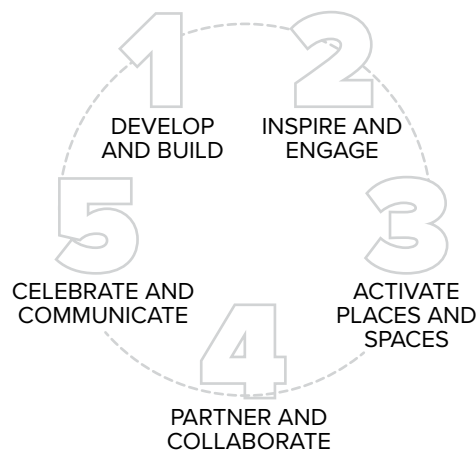 1
DEVELOP
AND BUILD
2
INSPIRE AND
ENGAGE
3
ACTIVATE
PLACES AND
SPACES
4
PARTNER AND
COLLABORATE
5
CELEBRATE AND
COMMUNICATE